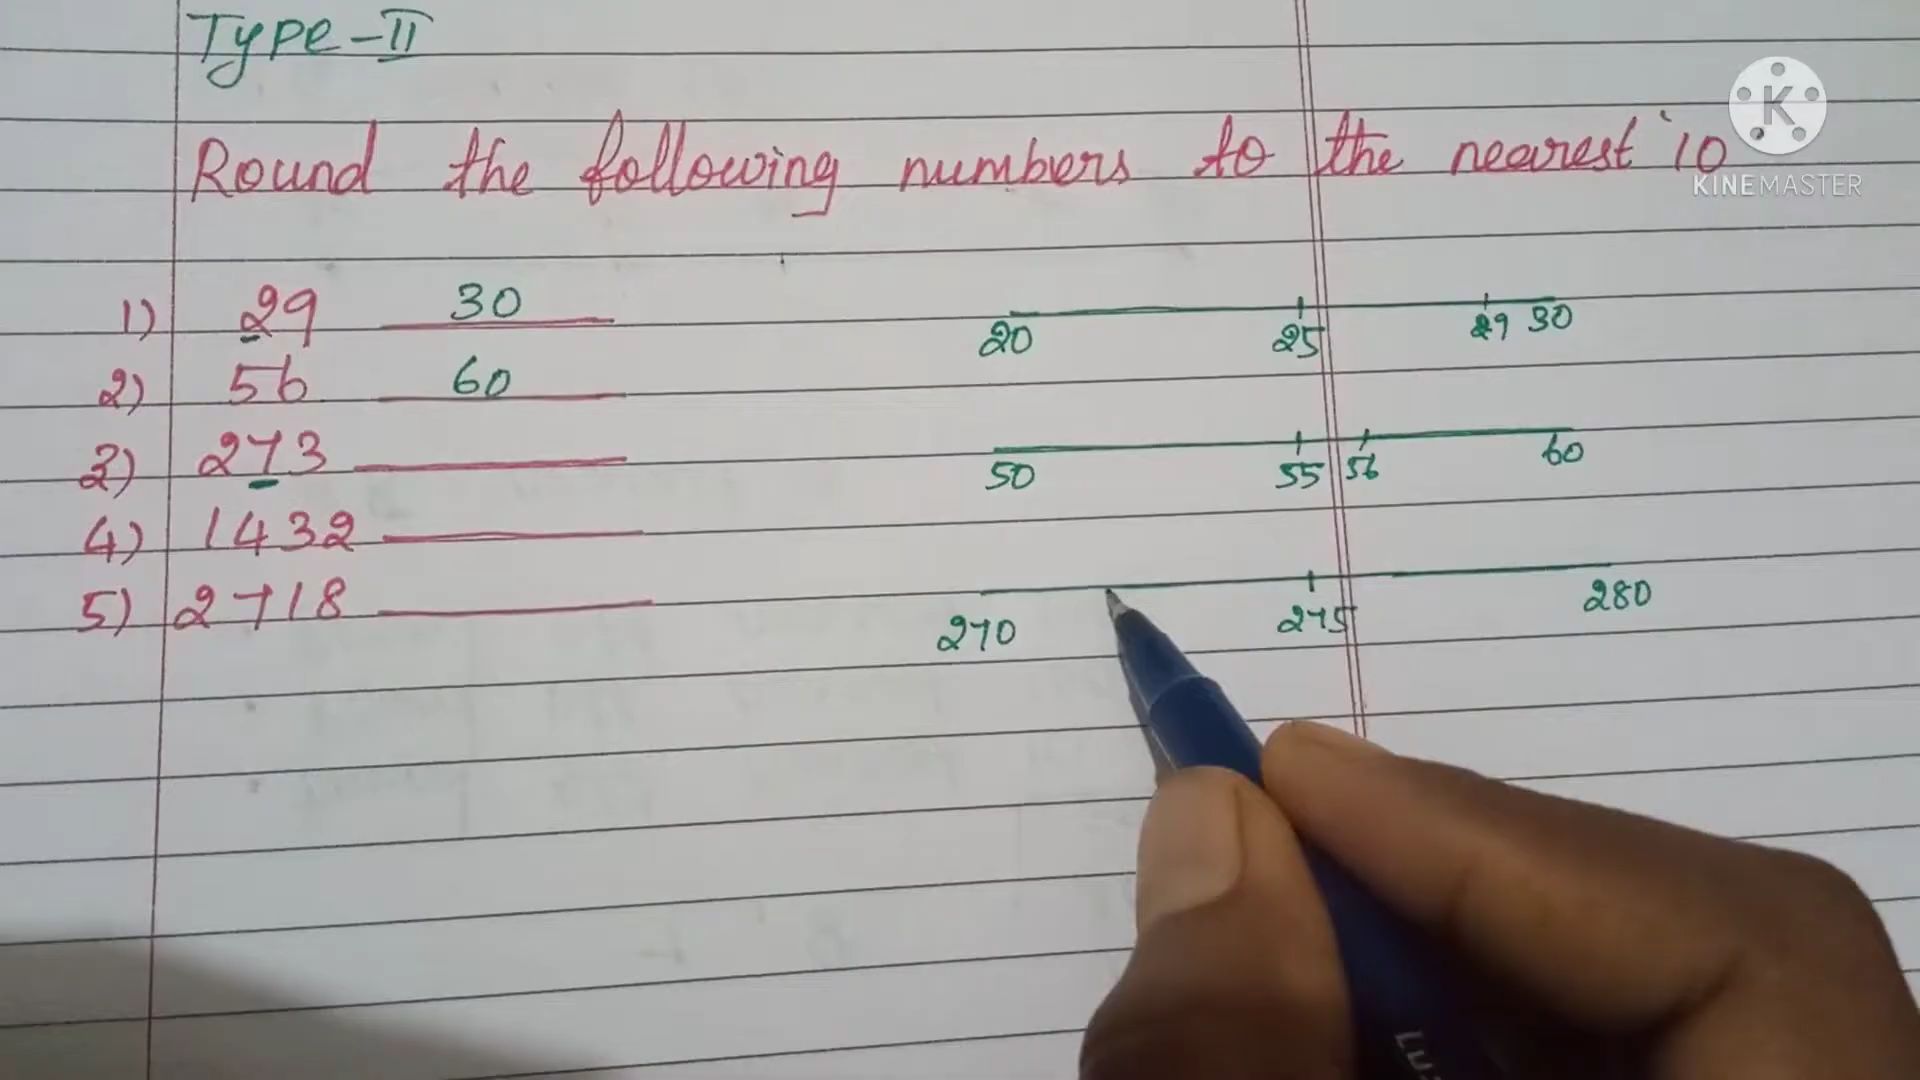 Type-II
Round the following numbers to the nearest '10
K
KINEMASTER
1) 29 30
20 25 29 30
2) 56 60
3) 273
50 55 56 60
4) 1432
5) 2718
270 275 280